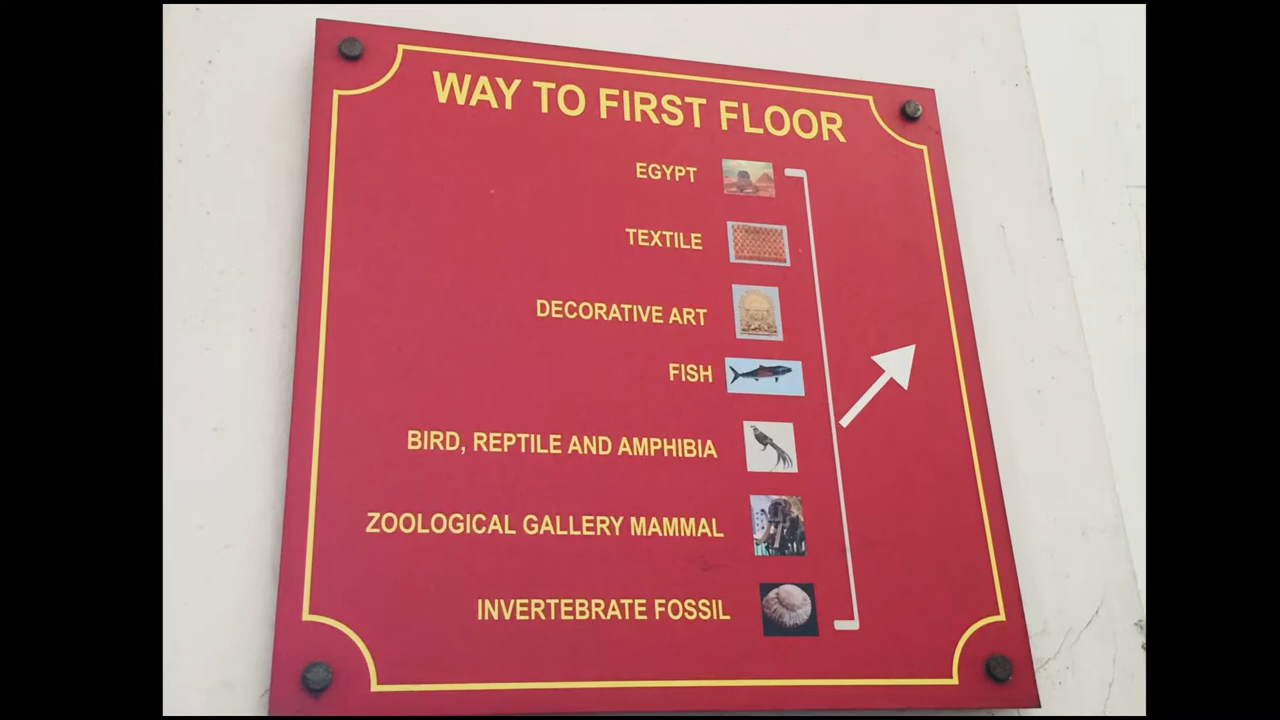 WAY TO FIRST FLOOR
EGYPT
TEXTILE
DECORATIVE ART
FISH
BIRD, REPTILE AND AMPHIBIA
ZOOLOGICAL GALLERY MAMMAL
INVERTEBRATE FOSSIL